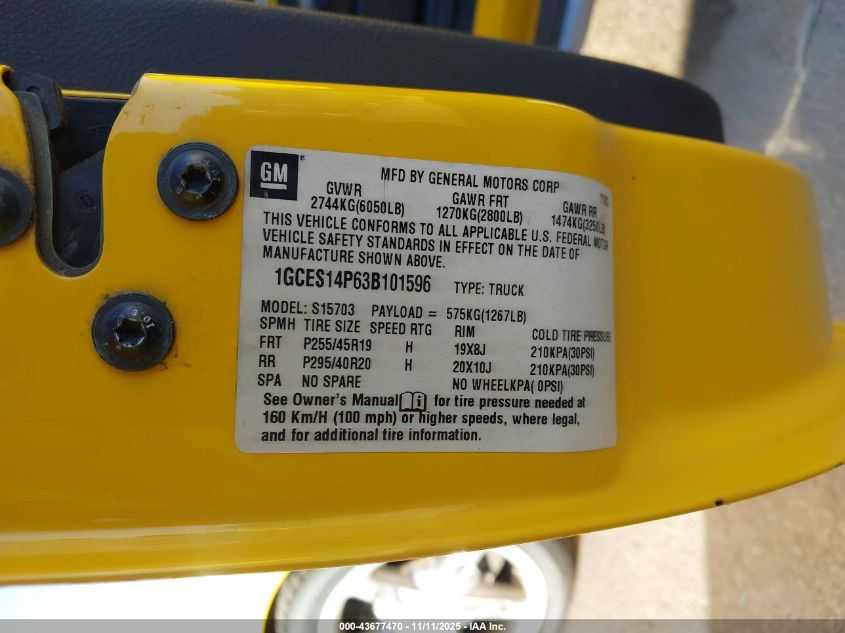 GM
MFD BY GENERAL MOTORS CORP
GVWR GAWR FRT GAWR RR
2744KG(6050LB) 1270KG(2800LB) 1474KG(3250LB)
THIS VEHICLE CONFORMS TO ALL APPLICABLE U.S. FEDERAL MOTOR
VEHICLE SAFETY STANDARDS IN EFFECT ON THE DATE OF
MANUFACTURE SHOWN ABOVE.
1GCES14P63B101596 TYPE: TRUCK
MODEL: S15703 PAYLOAD = 575KG(1267LB)
SPMH TIRE SIZE SPEED RTG RIM COLD TIRE PRESSURE
FRT P255/45R19 H 19X8J 210KPA(30PSI)
RR P295/40R20 H 20X10J 210KPA(30PSI)
SPA NO SPARE NO WHEELKPA( 0PSI)
See Owner's Manual for tire pressure needed at
160 Km/H (100 mph) or higher speeds, where legal,
and for additional tire information.
000-43677470 - 11/11/2025 - IAA Inc.